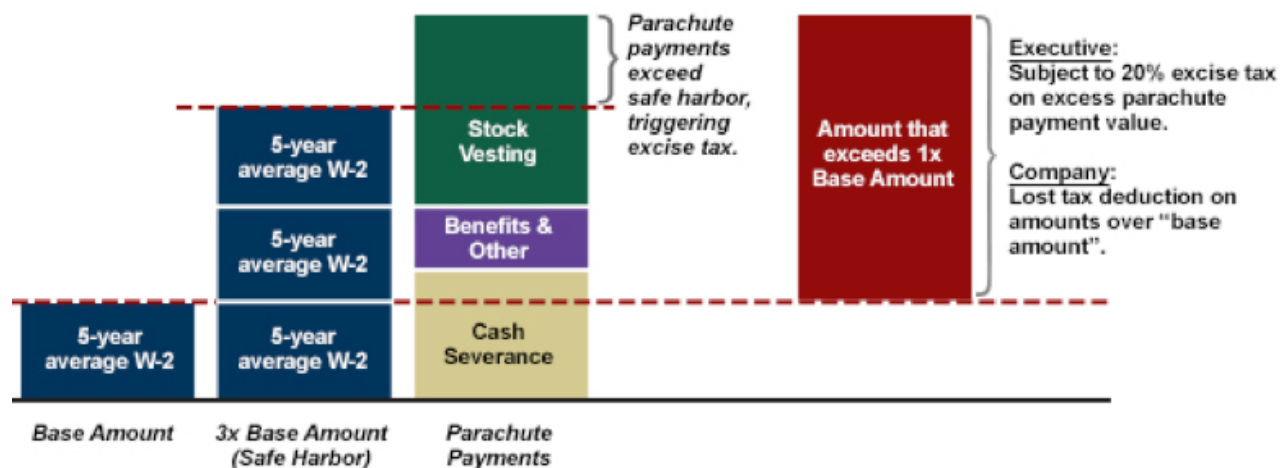 Parachute
payments
exceed
safe harbor,
triggering
excise tax.
Executive:
Subject to 20% excise tax
on excess parachute
payment value.
Company:
Lost tax deduction on
amounts over “base
amount”.
Amount that
exceeds 1x
Base Amount
Stock
Vesting
Benefits &
Other
Cash
Severance
5-year
average W-2
5-year
average W-2
5-year
average W-2
5-year
average W-2
Base Amount
3x Base Amount
(Safe Harbor)
Parachute
Payments